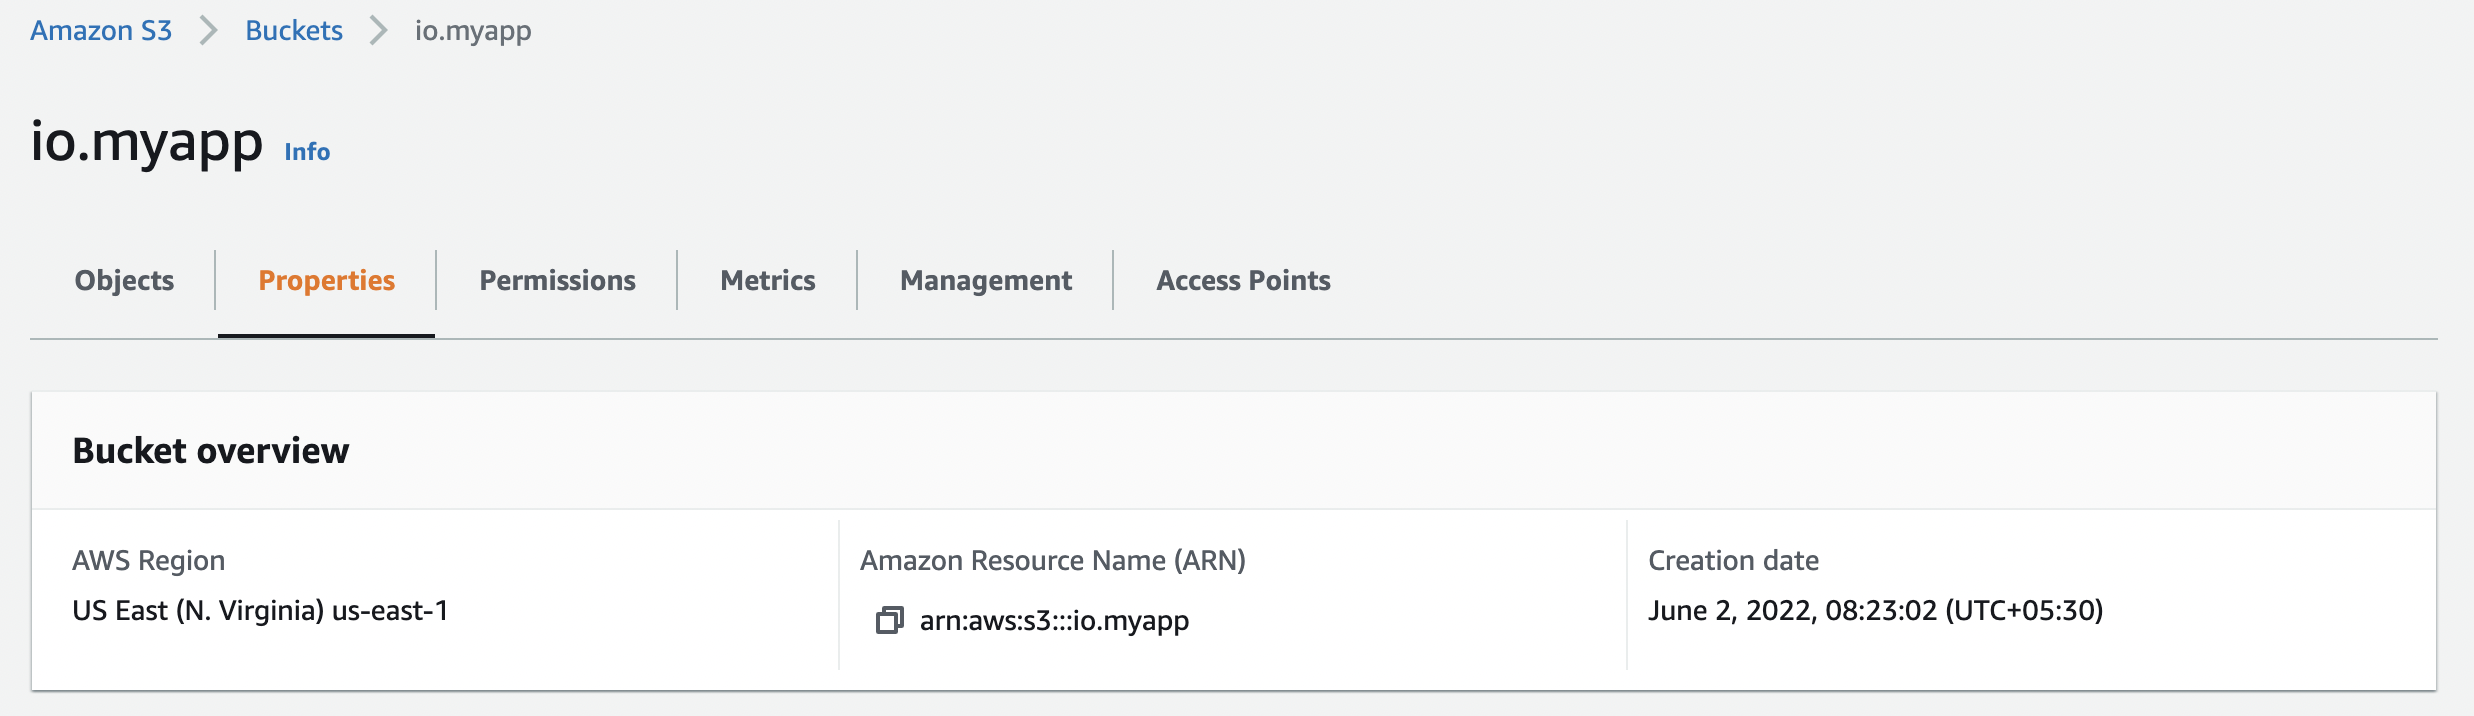 Amazon S3 > Buckets > io.myapp
io.myapp Info
Objects Properties Permissions Metrics Management Access Points
Bucket overview
AWS Region Amazon Resource Name (ARN) Creation date
US East (N. Virginia) us-east-1 arn:aws:s3:::io.myapp June 2, 2022, 08:23:02 (UTC+05:30)